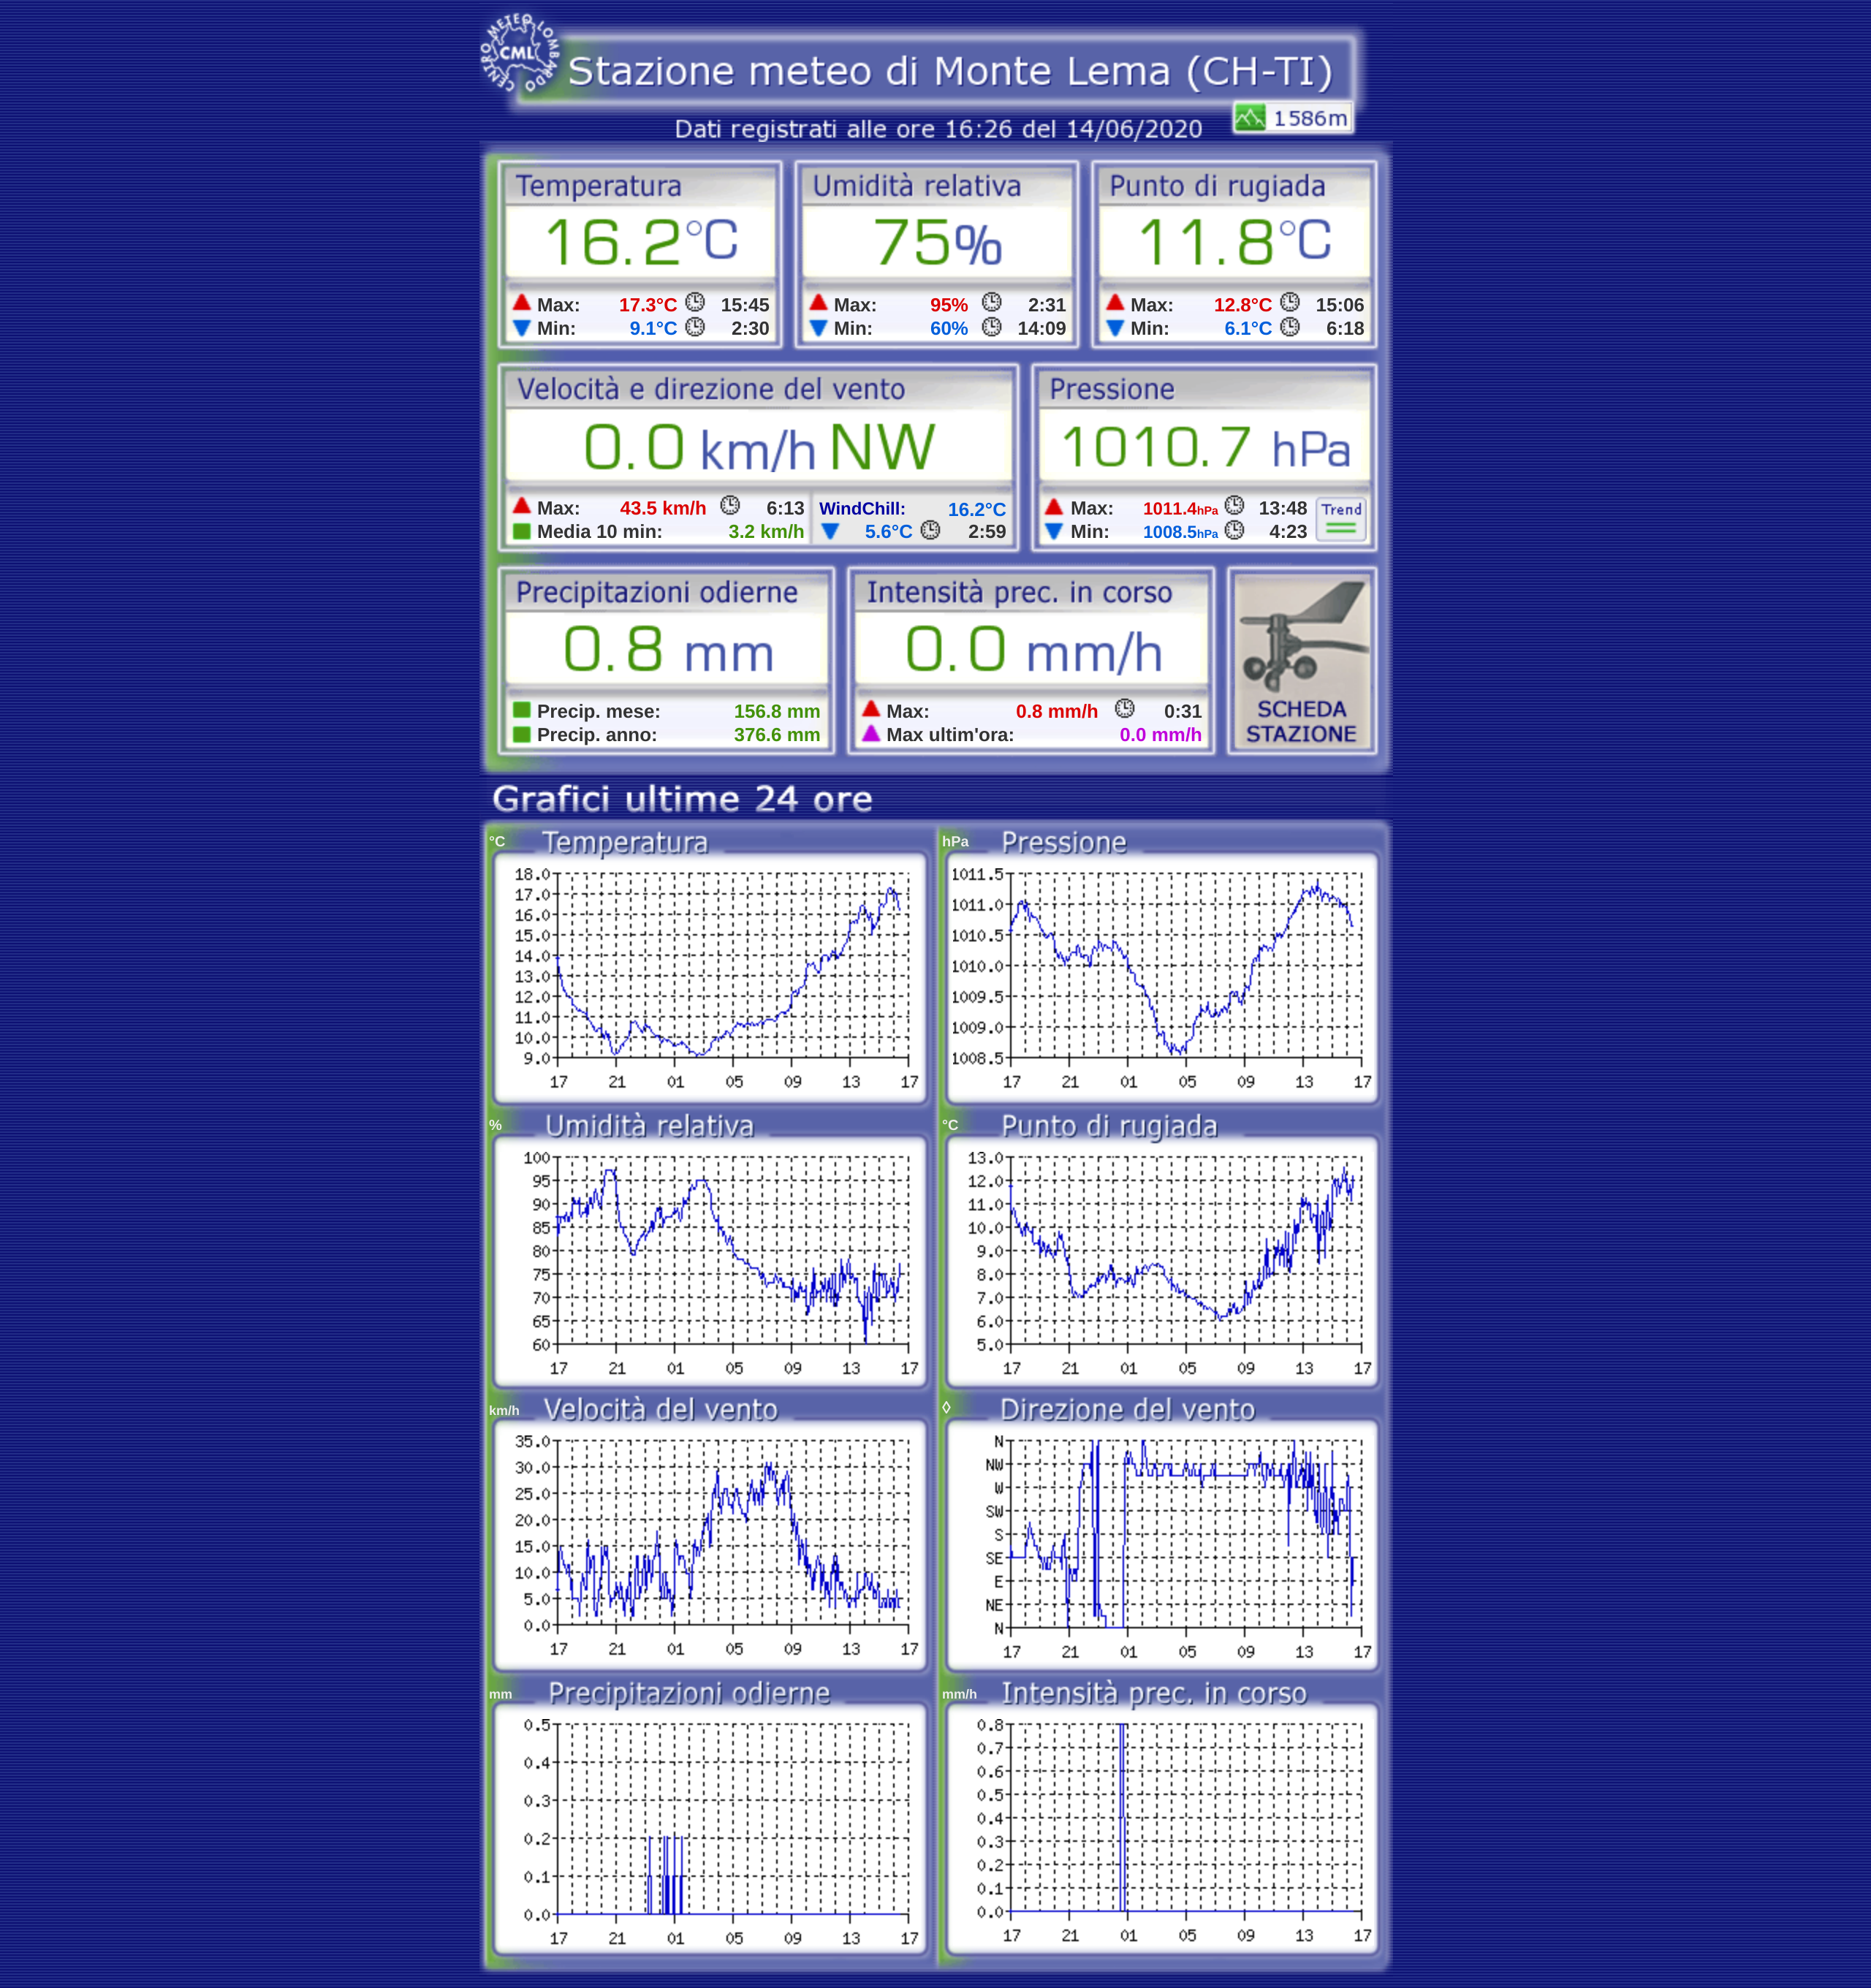 CENTRO METEO LOMBARDO
CML
Stazione meteo di Monte Lema (CH-TI)
1586m
Dati registrati alle ore 16:26 del 14/06/2020
Temperatura
16.2°C
Max: 17.3°C 15:45
Min: 9.1°C 2:30
Umidità relativa
75%
Max: 95% 2:31
Min: 60% 14:09
Punto di rugiada
11.8°C
Max: 12.8°C 15:06
Min: 6.1°C 6:18
Velocità e direzione del vento
0.0 km/h NW
Max: 43.5 km/h 6:13
Media 10 min: 3.2 km/h
WindChill: 16.2°C
5.6°C 2:59
Pressione
1010.7 hPa
Max: 1011.4hPa 13:48
Min: 1008.5hPa 4:23
Trend
Precipitazioni odierne
0.8 mm
Precip. mese: 156.8 mm
Precip. anno: 376.6 mm
Intensità prec. in corso
0.0 mm/h
Max: 0.8 mm/h 0:31
Max ultim'ora: 0.0 mm/h
SCHEDA
STAZIONE
Grafici ultime 24 ore
°C Temperatura
18.0
17.0
16.0
15.0
14.0
13.0
12.0
11.0
10.0
9.0
17 21 01 05 09 13 17
hPa Pressione
1011.5
1011.0
1010.5
1010.0
1009.5
1009.0
1008.5
17 21 01 05 09 13 17
% Umidità relativa
100
95
90
85
80
75
70
65
60
17 21 01 05 09 13 17
°C Punto di rugiada
13.0
12.0
11.0
10.0
9.0
8.0
7.0
6.0
5.0
17 21 01 05 09 13 17
km/h Velocità del vento
35.0
30.0
25.0
20.0
15.0
10.0
5.0
0.0
17 21 01 05 09 13 17
◊ Direzione del vento
N
NW
W
SW
S
SE
E
NE
N
17 21 01 05 09 13 17
mm Precipitazioni odierne
0.5
0.4
0.3
0.2
0.1
0.0
17 21 01 05 09 13 17
mm/h Intensità prec. in corso
0.8
0.7
0.6
0.5
0.4
0.3
0.2
0.1
0.0
17 21 01 05 09 13 17